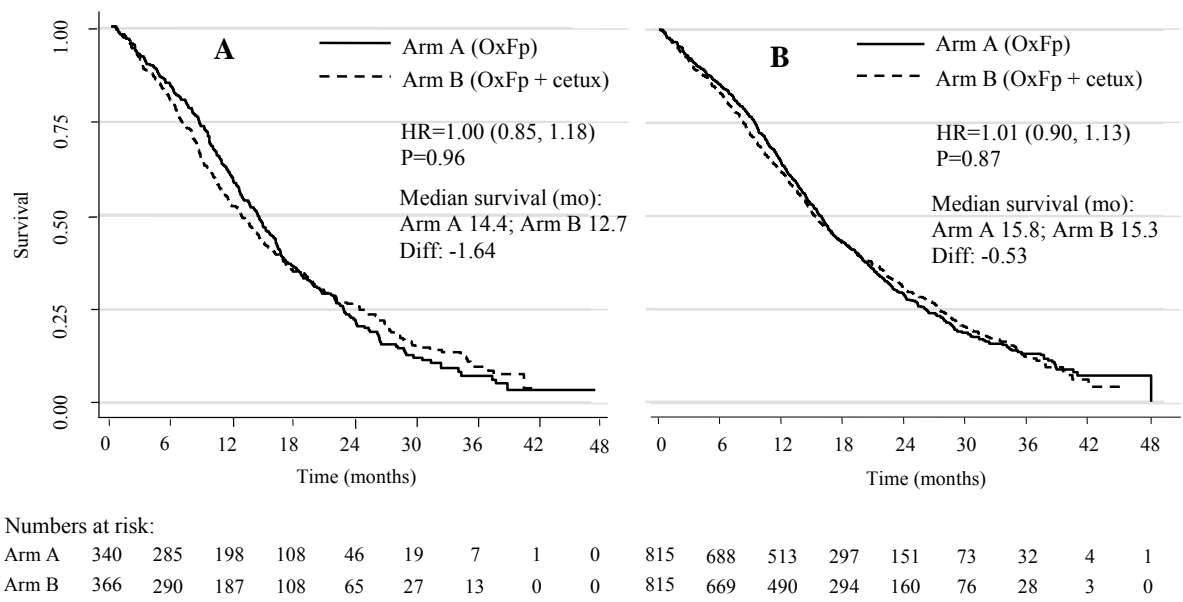 A
Arm A (OxFp)
Arm B (OxFp + cetux)
HR=1.00 (0.85, 1.18)
P=0.96
Median survival (mo):
Arm A 14.4; Arm B 12.7
Diff: -1.64
Survival
1.00
0.75
0.50
0.25
0.00
0 6 12 18 24 30 36 42 48
Time (months)
B
Arm A (OxFp)
Arm B (OxFp + cetux)
HR=1.01 (0.90, 1.13)
P=0.87
Median survival (mo):
Arm A 15.8; Arm B 15.3
Diff: -0.53
0 6 12 18 24 30 36 42 48
Time (months)
Numbers at risk:
Arm A 340 285 198 108 46 19 7 1 0 815 688 513 297 151 73 32 4 1
Arm B 366 290 187 108 65 27 13 0 0 815 669 490 294 160 76 28 3 0